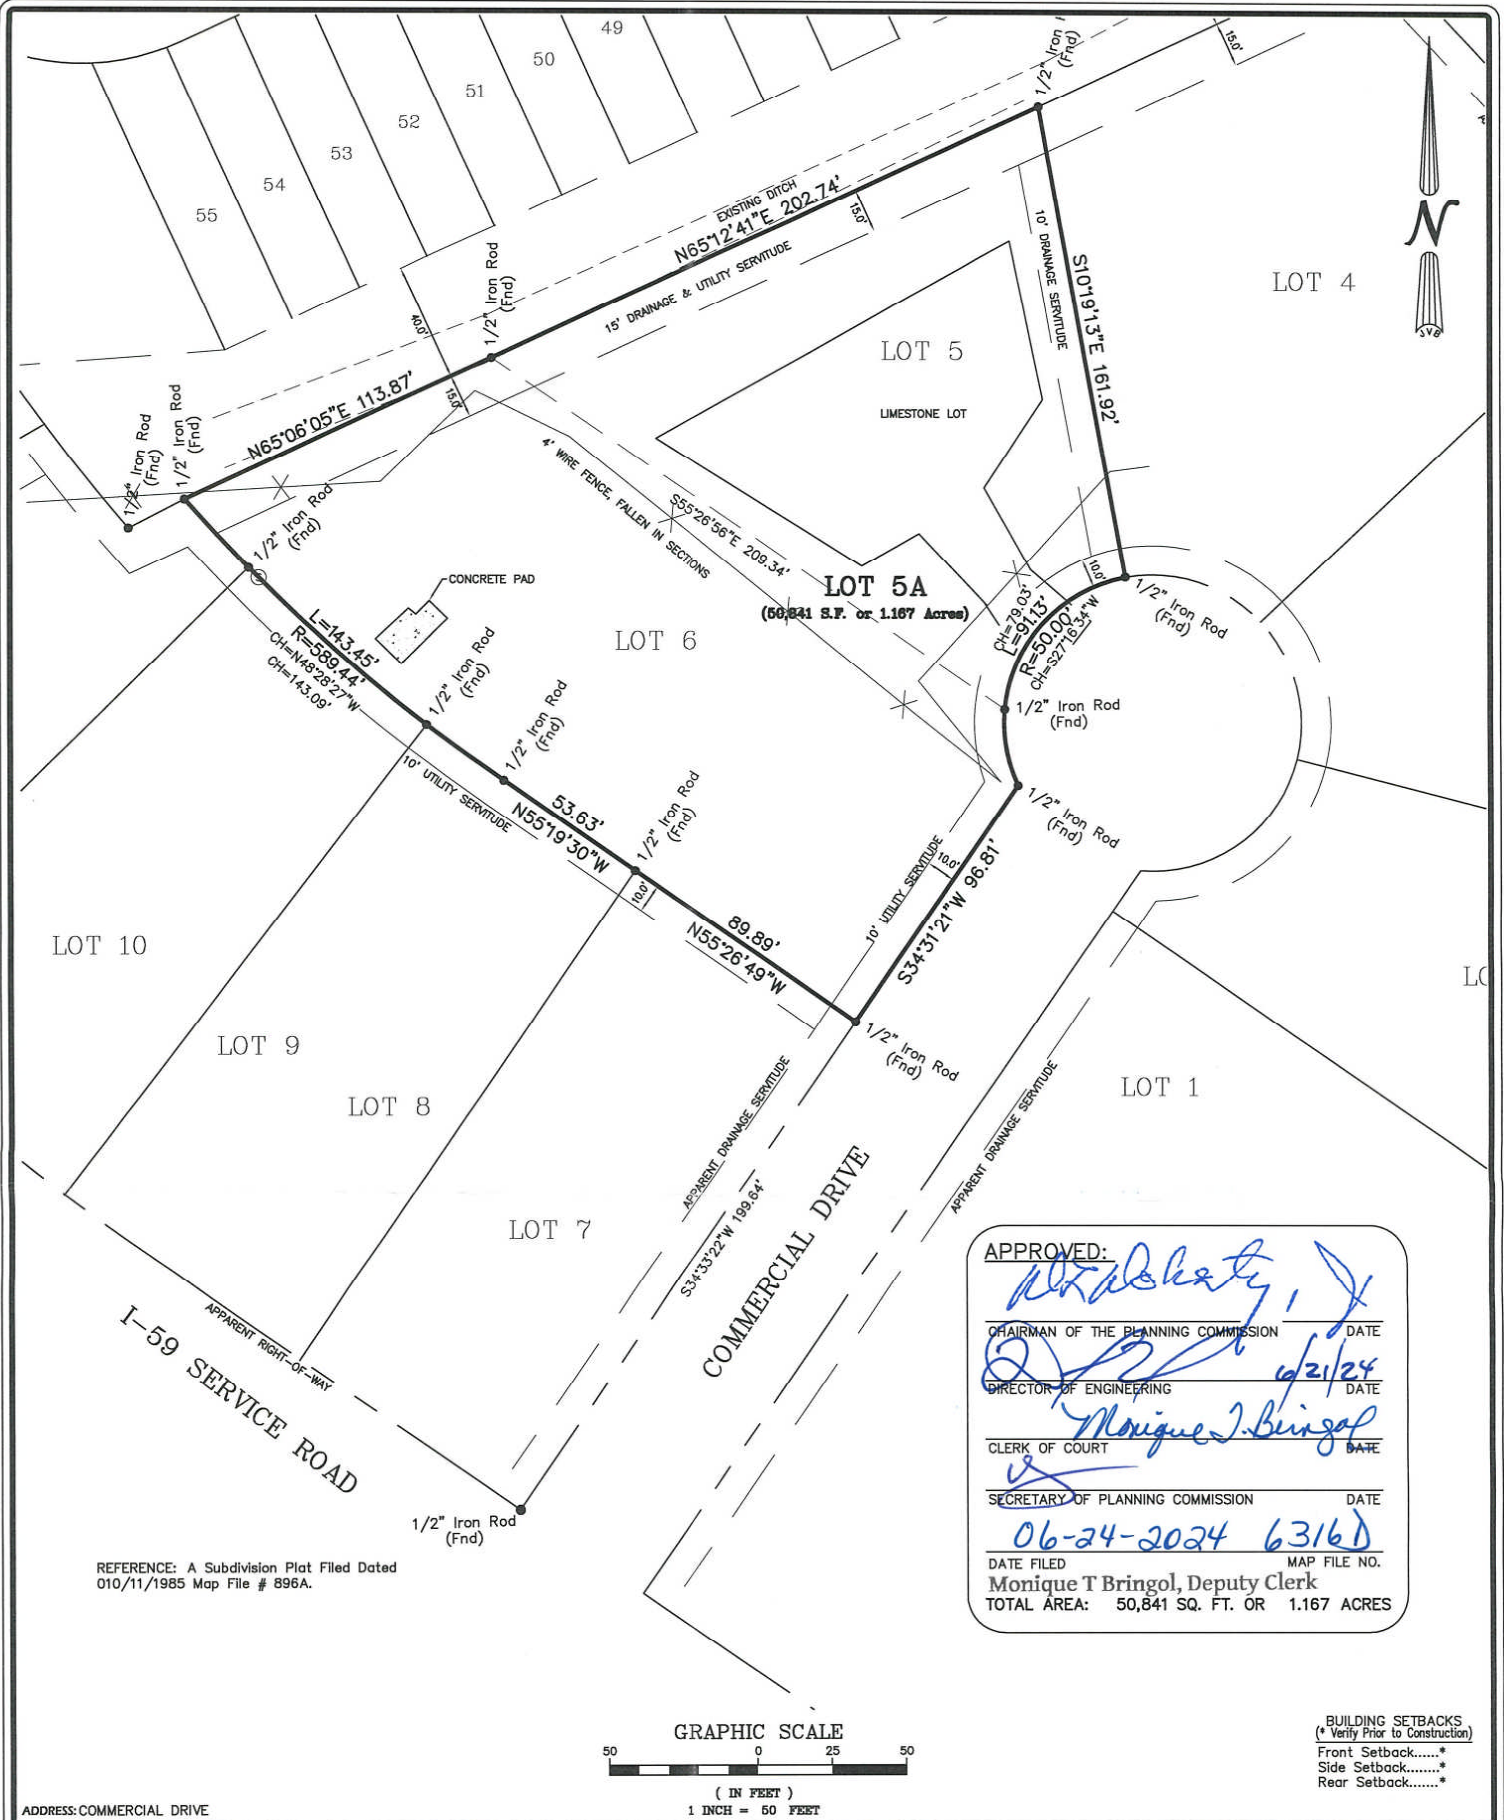 49
50
51
52
53
54
55
15.0'
1/2" Iron
(Fnd)
N
JVB
EXISTING DITCH
N65°12'41"E 202.74'
15.0'
15' DRAINAGE & UTILITY SERVITUDE
10' DRAINAGE SERVITUDE
S10°19'13"E 161.92'
LOT 4
1/2" Iron Rod
(Fnd)
40.0'
15.0'
N65°06'05"E 113.87'
LOT 5
LIMESTONE LOT
1/2" Iron Rod
(Fnd)
1/2" Iron Rod
(Fnd)
1/2" Iron Rod
(Fnd)
4' WIRE FENCE, FALLEN IN SECTIONS
S55°26'56"E 209.34'
CONCRETE PAD
LOT 5A
(50,841 S.F. or 1.167 Acres)
LOT 6
10.0'
CH=79.03'
L=91.13'
R=50.00'
CH=S27°16'34"W
1/2" Iron Rod
(Fnd)
1/2" Iron Rod
(Fnd)
1/2" Iron Rod
(Fnd)
L=143.45'
R=589.44'
CH=N48°28'27"W
CH=143.09'
1/2" Iron Rod
(Fnd)
1/2" Iron Rod
(Fnd)
1/2" Iron Rod
(Fnd)
10' UTILITY SERVITUDE
53.63'
N55°19'30"W
10.0'
89.89'
N55°26'49"W
10' UTILITY SERVITUDE
10.0'
S34°31'21"W 96.81'
1/2" Iron Rod
(Fnd)
LOT 10
LOT 9
LOT 8
LOT 7
LOT 1
LO
APPARENT DRAINAGE SERVITUDE
S34°33'22"W 199.64'
COMMERCIAL DRIVE
APPARENT DRAINAGE SERVITUDE
APPARENT RIGHT-OF-WAY
I-59 SERVICE ROAD
1/2" Iron Rod
(Fnd)
REFERENCE: A Subdivision Plat Filed Dated
010/11/1985 Map File # 896A.
APPROVED:
CHAIRMAN OF THE PLANNING COMMISSION DATE
6/21/24
DIRECTOR OF ENGINEERING DATE
Monique T. Bringol
CLERK OF COURT DATE
SECRETARY OF PLANNING COMMISSION DATE
06-24-2024 6316D
DATE FILED MAP FILE NO.
Monique T Bringol, Deputy Clerk
TOTAL AREA: 50,841 SQ. FT. OR 1.167 ACRES
GRAPHIC SCALE
50 0 25 50
( IN FEET )
1 INCH = 50 FEET
BUILDING SETBACKS
(* Verify Prior to Construction)
Front Setback......*
Side Setback........*
Rear Setback.......*
ADDRESS: COMMERCIAL DRIVE